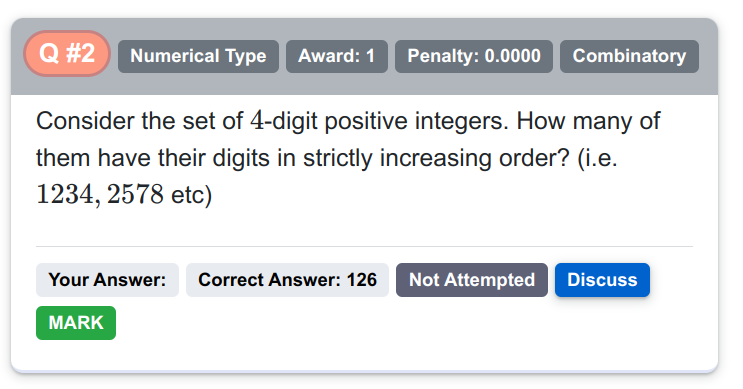 Q #2 Numerical Type Award: 1 Penalty: 0.0000 Combinatory
Consider the set of 4-digit positive integers. How many of
them have their digits in strictly increasing order? (i.e.
1234, 2578 etc)
Your Answer: Correct Answer: 126 Not Attempted Discuss
MARK